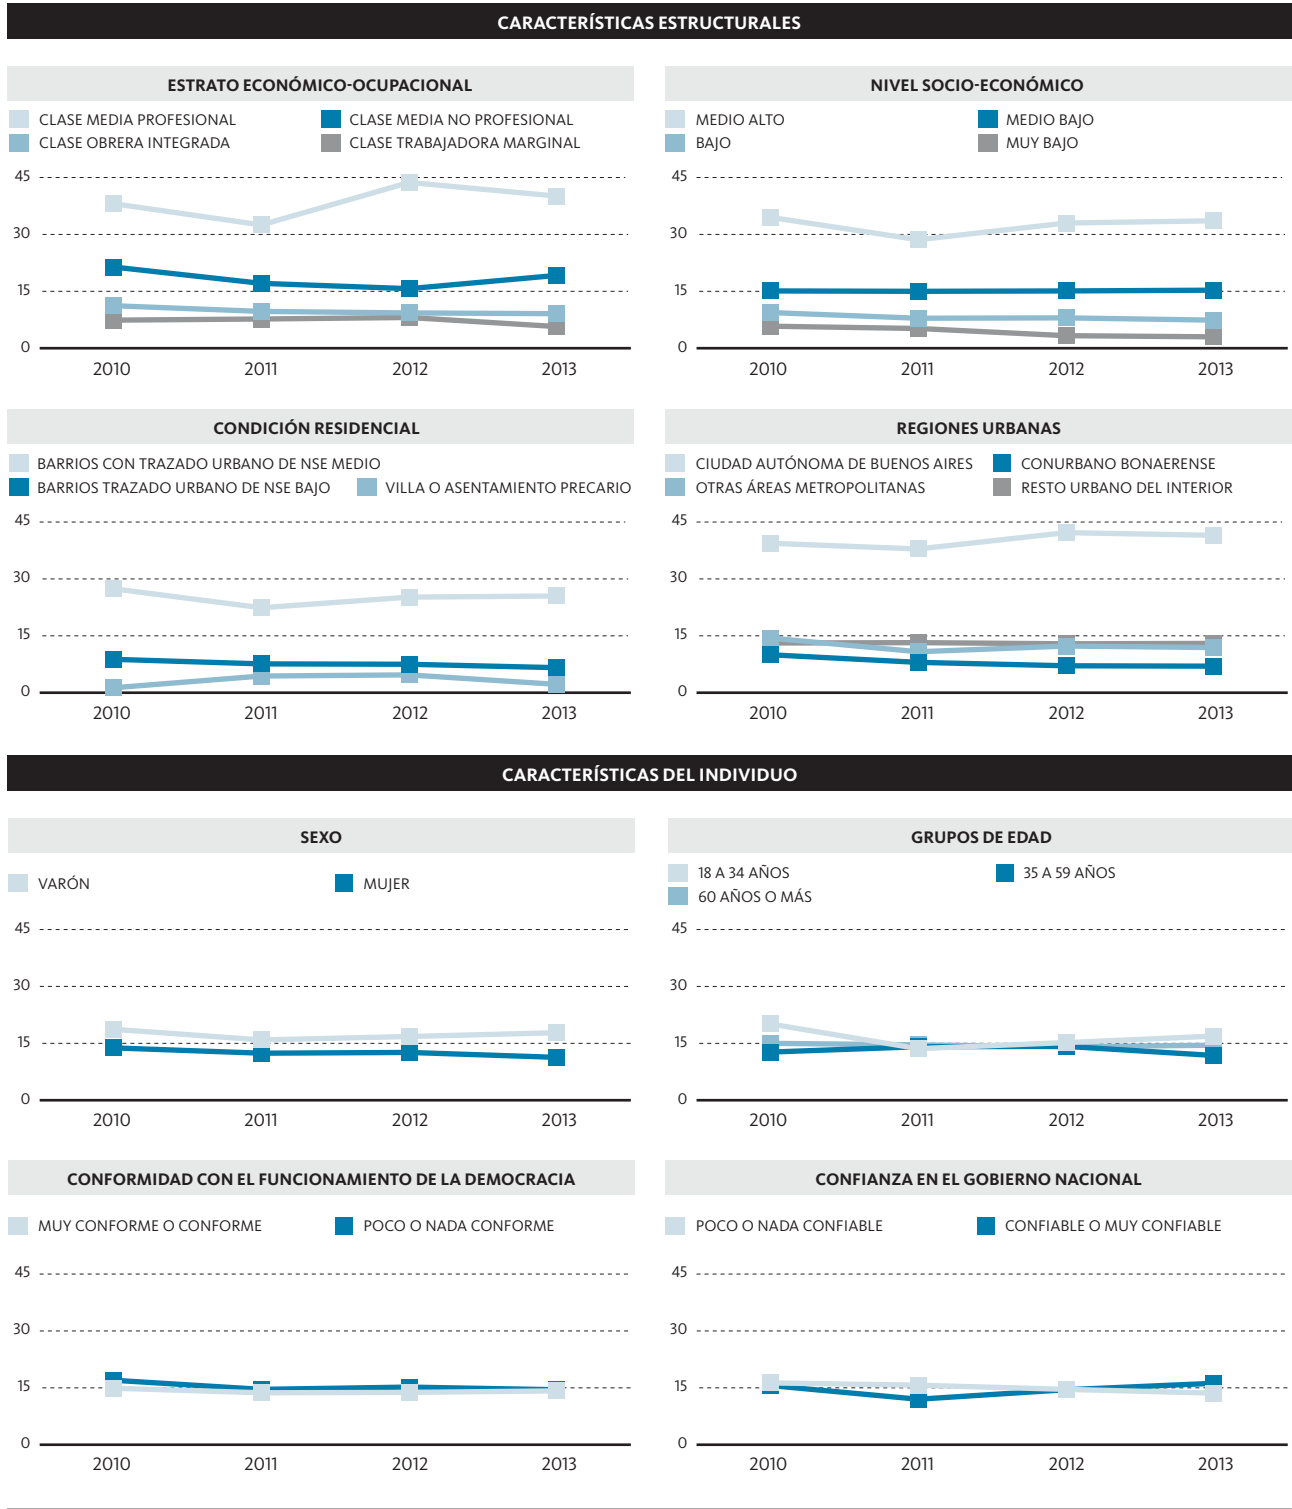 CARACTERÍSTICAS ESTRUCTURALES
ESTRATO ECONÓMICO-OCUPACIONAL
CLASE MEDIA PROFESIONAL
CLASE MEDIA NO PROFESIONAL
CLASE OBRERA INTEGRADA
CLASE TRABAJADORA MARGINAL
45
30
15
0
2010 2011 2012 2013
NIVEL SOCIO-ECONÓMICO
MEDIO ALTO
MEDIO BAJO
BAJO
MUY BAJO
45
30
15
0
2010 2011 2012 2013
CONDICIÓN RESIDENCIAL
BARRIOS CON TRAZADO URBANO DE NSE MEDIO
BARRIOS TRAZADO URBANO DE NSE BAJO
VILLA O ASENTAMIENTO PRECARIO
45
30
15
0
2010 2011 2012 2013
REGIONES URBANAS
CIUDAD AUTÓNOMA DE BUENOS AIRES
CONURBANO BONAERENSE
OTRAS ÁREAS METROPOLITANAS
RESTO URBANO DEL INTERIOR
45
30
15
0
2010 2011 2012 2013
CARACTERÍSTICAS DEL INDIVIDUO
SEXO
VARÓN
MUJER
45
30
15
0
2010 2011 2012 2013
GRUPOS DE EDAD
18 A 34 AÑOS
35 A 59 AÑOS
60 AÑOS O MÁS
45
30
15
0
2010 2011 2012 2013
CONFORMIDAD CON EL FUNCIONAMIENTO DE LA DEMOCRACIA
MUY CONFORME O CONFORME
POCO O NADA CONFORME
45
30
15
0
2010 2011 2012 2013
CONFIANZA EN EL GOBIERNO NACIONAL
POCO O NADA CONFIABLE
CONFIABLE O MUY CONFIABLE
45
30
15
0
2010 2011 2012 2013